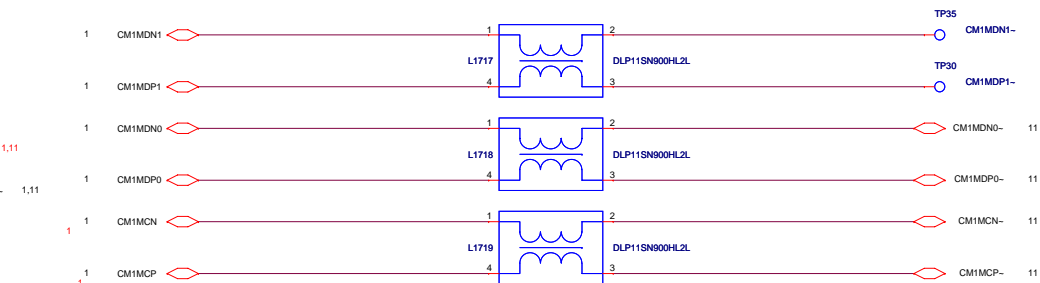 TP35
1 CM1MDN1 1 2 CM1MDN1~
L1717 DLP11SN900HL2L
TP30
1 CM1MDP1 4 3 CM1MDP1~
1 CM1MDN0 1 2 CM1MDN0~ 11
1,11
L1718 DLP11SN900HL2L
1 CM1MDP0 4 3 CM1MDP0~ 11
~ 1,11
1 CM1MCN 1 2 CM1MCN~ 11
1
L1719 DLP11SN900HL2L
1 CM1MCP 4 3 CM1MCP~ 11